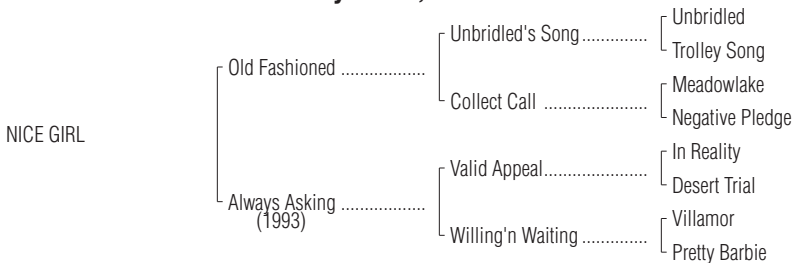 Unbridled
Unbridled's Song..............
Trolley Song
Old Fashioned ..................
Meadowlake
Collect Call ......................
Negative Pledge
NICE GIRL
In Reality
Valid Appeal......................
Desert Trial
Always Asking ..................
(1993)
Villamor
Willing'n Waiting ..............
Pretty Barbie